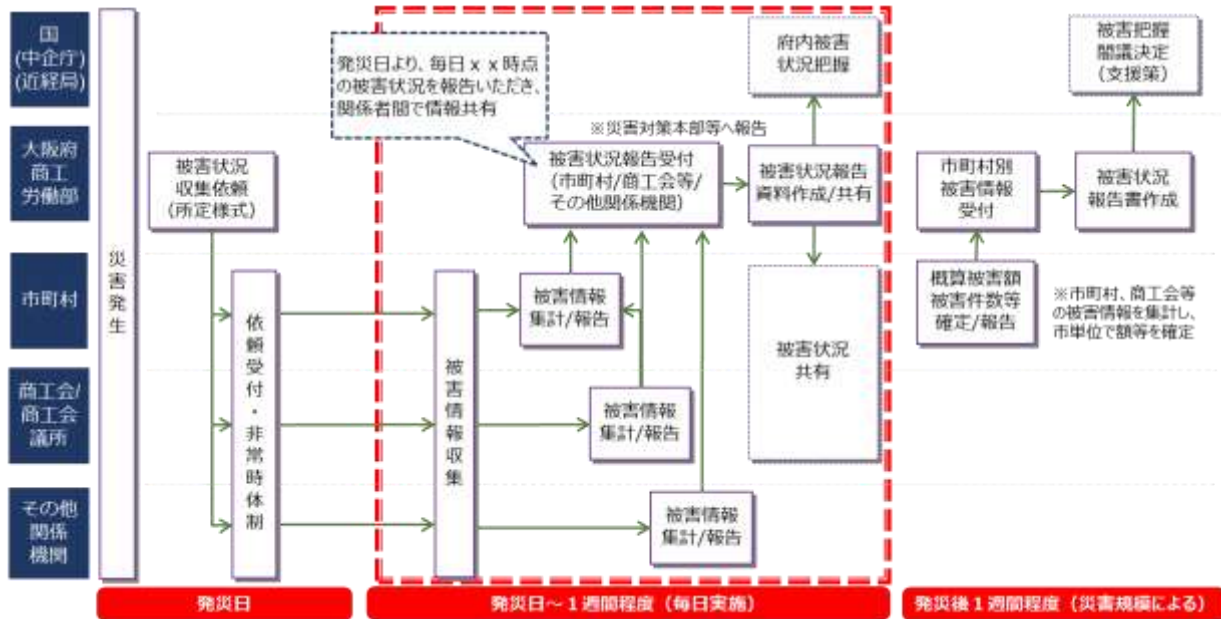 国
(中企庁)
(近経局)
発災日より、毎日ｘｘ時点
の被害状況を報告いただき、
関係者間で情報共有
府内被害
状況把握
被害把握
閣議決定
(支援策)
※災害対策本部等へ報告
大阪府
商工
労働部
被害状況
収集依頼
(所定様式)
被害状況報告受付
(市町村/商工会等/
その他関係機関)
被害状況報告
資料作成/共有
市町村別
被害情報
受付
被害状況
報告書作成
災害発生
市町村
依頼受付・非常時体制
被害情報収集
被害情報
集計/報告
被害状況
共有
概算被害額
被害件数等
確定/報告
※市町村、商工会等
の被害情報を集計し、
市単位で額等を確定
商工会/
商工会
議所
被害情報
集計/報告
その他
関係
機関
被害情報
集計/報告
発災日
発災日～１週間程度（毎日実施）
発災後１週間程度（災害規模による）